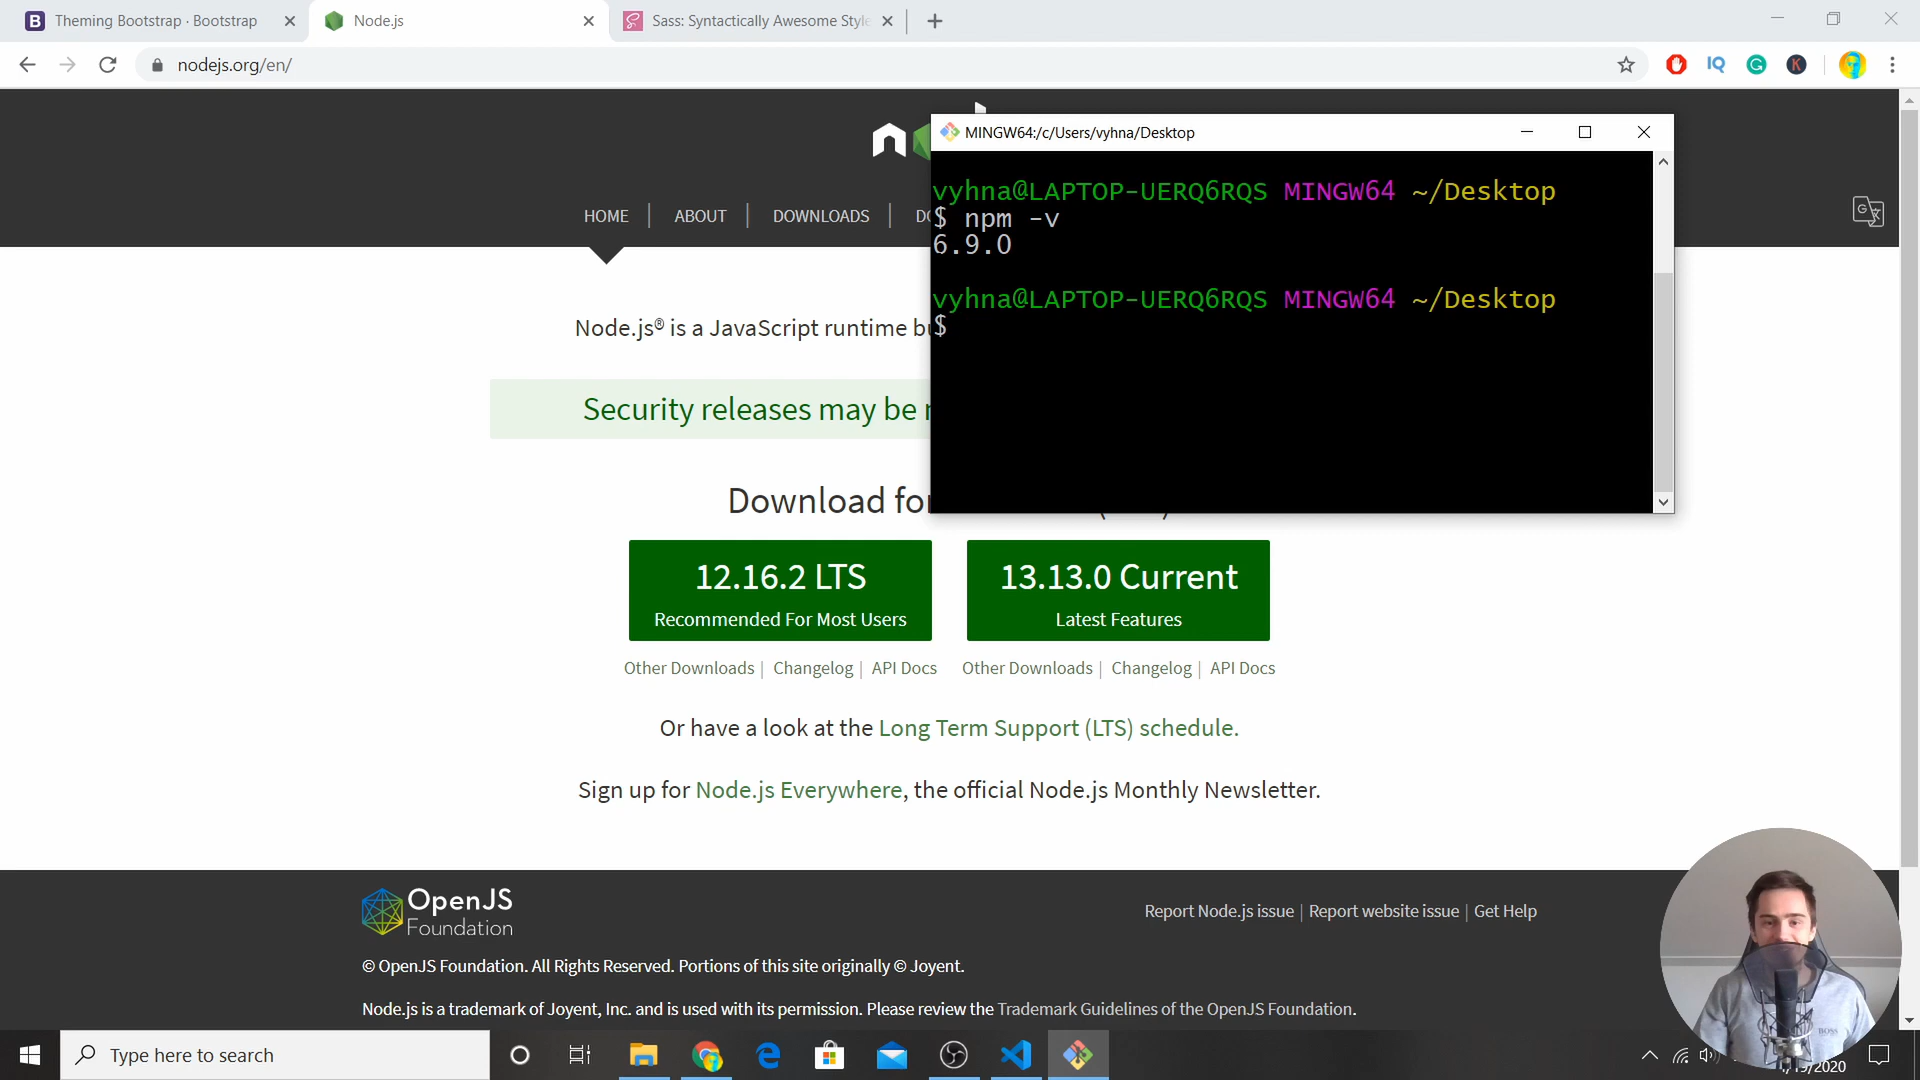 Theming Bootstrap · Bootstrap
Node.js
Sass: Syntactically Awesome Style
nodejs.org/en/
IQ
K
MINGW64:/c/Users/vyhna/Desktop
vyhna@LAPTOP-UERQ6RQS MINGW64 ~/Desktop
$ npm -v
6.9.0
vyhna@LAPTOP-UERQ6RQS MINGW64 ~/Desktop
$
HOME | ABOUT | DOWNLOADS |
Node.js® is a JavaScript runtime
Security releases may be
Download
12.16.2 LTS
Recommended For Most Users
13.13.0 Current
Latest Features
Other Downloads | Changelog | API Docs
Other Downloads | Changelog | API Docs
Or have a look at the Long Term Support (LTS) schedule.
Sign up for Node.js Everywhere, the official Node.js Monthly Newsletter.
OpenJS
Foundation
Report Node.js issue | Report website issue | Get Help
© OpenJS Foundation. All Rights Reserved. Portions of this site originally © Joyent.
Node.js is a trademark of Joyent, Inc. and is used with its permission. Please review the Trademark Guidelines of the OpenJS Foundation.
Type here to search